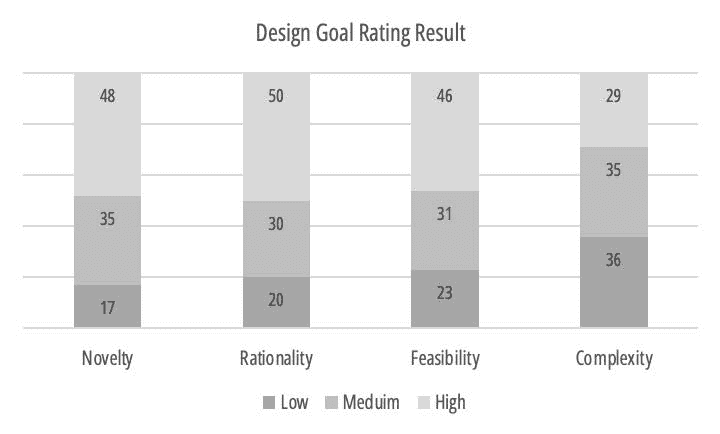 Design Goal Rating Result
48 50 46 29
35 30 31 35
17 20 23 36
Novelty Rationality Feasibility Complexity
Low Meduim High